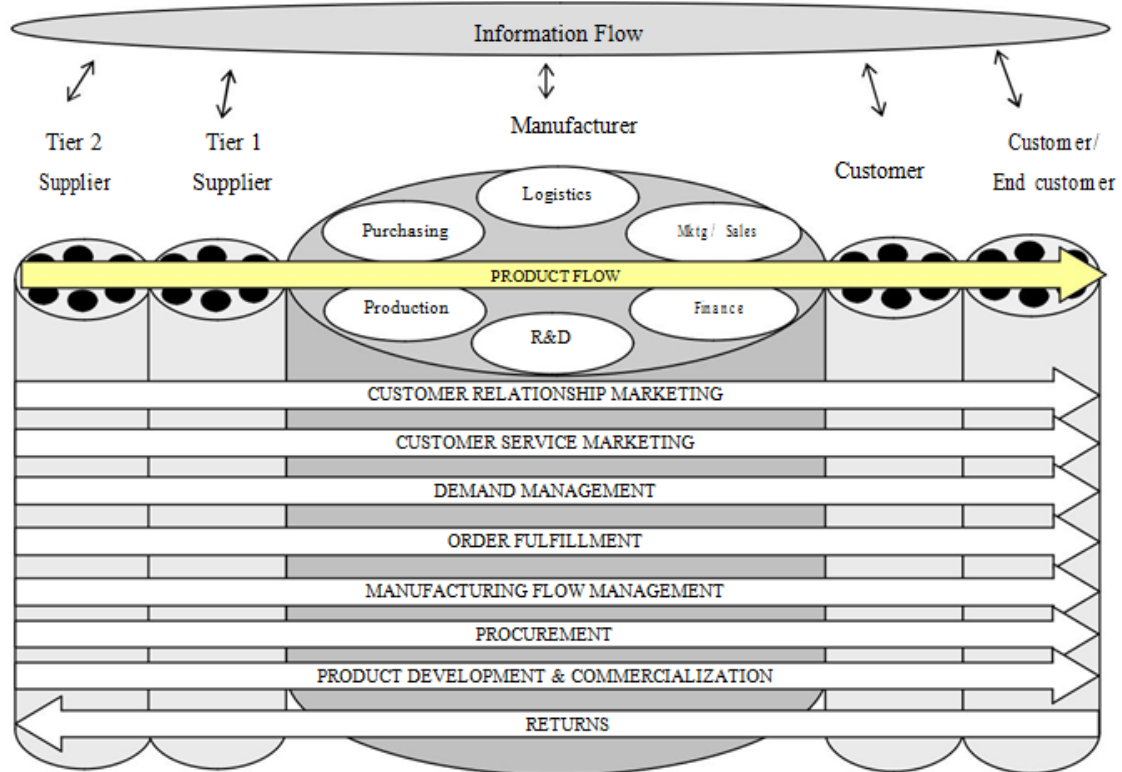 Information Flow
Manufacturer
Tier 2
Supplier
Tier 1
Supplier
Customer
Customer/
End customer
Logistics
Purchasing
Mktg / Sales
PRODUCT FLOW
Production
Finance
R&D
CUSTOMER RELATIONSHIP MARKETING
CUSTOMER SERVICE MARKETING
DEMAND MANAGEMENT
ORDER FULFILLMENT
MANUFACTURING FLOW MANAGEMENT
PROCUREMENT
PRODUCT DEVELOPMENT & COMMERCIALIZATION
RETURNS